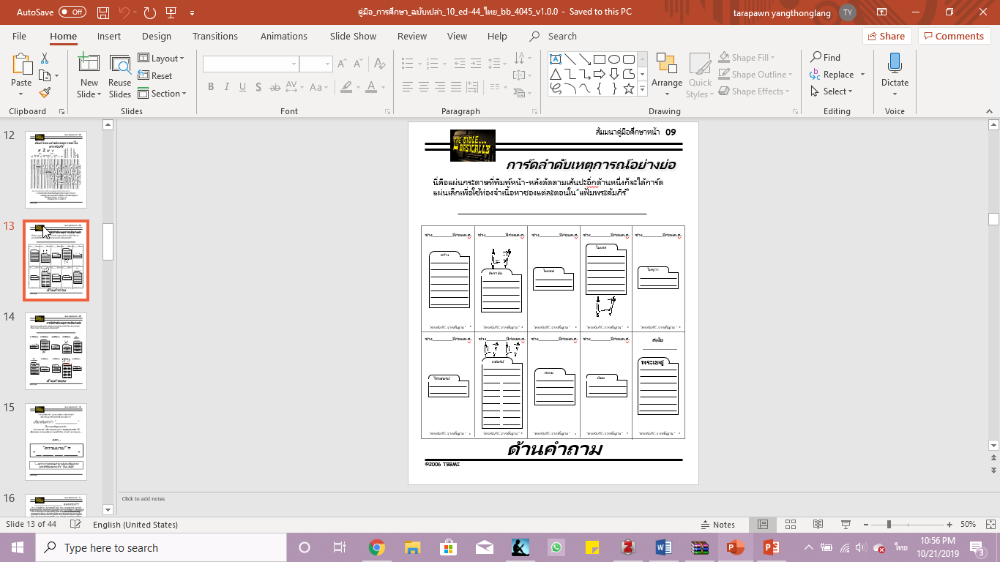 AutoSave Off
คู่มือ_การศึกษา_ฉบับเปล่า_10_ed-44_ไทย_bb_4045_v1.0.0 - Saved to this PC
tarapawn yangthonglang TY
File Home Insert Design Transitions Animations Slide Show Review View Help Search
Share Comments
Paste
New Slide
Reuse Slides
Layout
Reset
Section
B I U S ab AV Aa A
Arrange
Quick Styles
Shape Fill
Shape Outline
Shape Effects
Find
Replace
Select
Dictate
Clipboard Slides Font Paragraph Drawing Editing Voice
12
13
14
15
16
สัมมนาคู่มือศึกษาหน้า 09
THE BIBLE... BASICALLY
การ์ดลำดับเหตุการณ์อย่างย่อ
นี่คือแผ่นกระดาษที่พิมพ์หน้า-หลังตัดตามเส้นปะอีกด้านหนึ่งก็จะได้การ์ด
แผ่นเล็กเพื่อใช้ท่องจำเนื้อหาของแต่ละตอนใน"แฟ้มพระคัมภีร์"
ช่วง_______ปีก่อนค.ศ. ช่วง_______ปีก่อนค.ศ. ช่วง_______ปีก่อนค.ศ. ช่วง_______ปีก่อนค.ศ. ช่วง_______ปีก่อนค.ศ.
สร้าง
โมเสส
ช่วง_______ปีก่อนค.ศ. ช่วง_______ปีก่อนค.ศ. ช่วง_______ปีก่อนค.ศ. ช่วง_______ปีก่อนค.ศ. สมัย
พระเยซู
ด้านคำถาม
©2006 TBBMI
Click to add notes
Slide 13 of 44 English (United States) Notes 50%
Type here to search
ไทย
10:56 PM
10/21/2019
3